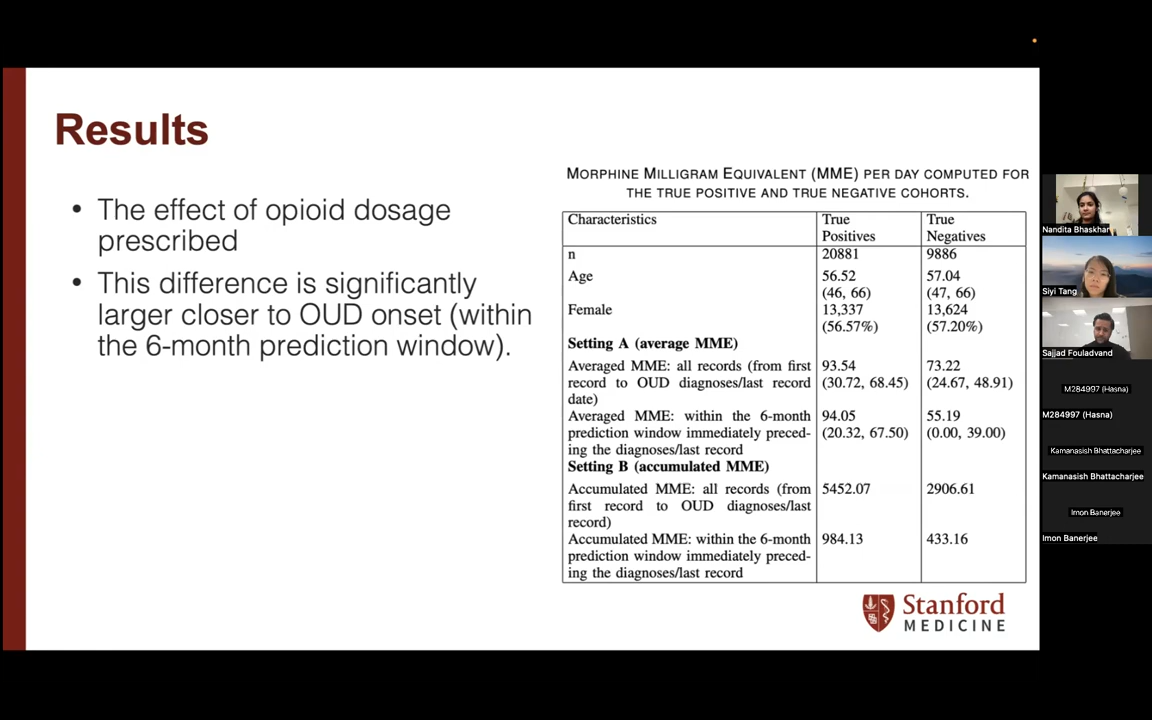 Results
• The effect of opioid dosage
prescribed
• This difference is significantly
larger closer to OUD onset (within
the 6-month prediction window).
MORPHINE MILLIGRAM EQUIVALENT (MME) PER DAY COMPUTED FOR
THE TRUE POSITIVE AND TRUE NEGATIVE COHORTS.
Characteristics True True
Positives Negatives
n 20881 9886
Age 56.52 57.04
(46, 66) (47, 66)
Female 13,337 13,624
(56.57%) (57.20%)
Setting A (average MME)
Averaged MME: all records (from first 93.54 73.22
record to OUD diagnoses/last record (30.72, 68.45) (24.67, 48.91)
date)
Averaged MME: within the 6-month 94.05 55.19
prediction window immediately preced- (20.32, 67.50) (0.00, 39.00)
ing the diagnoses/last record
Setting B (accumulated MME)
Accumulated MME: all records (from 5452.07 2906.61
first record to OUD diagnoses/last
record)
Accumulated MME: within the 6-month 984.13 433.16
prediction window immediately preced-
ing the diagnoses/last record
Stanford
MEDICINE
Nandita Bhaskhar
Siyi Tang
Sajjad Fouladvand
M284997 (Hasna)
M284997 (Hasna)
Kamanasish Bhattacharjee
Kamanasish Bhattacharjee
Imon Banerjee
Imon Banerjee